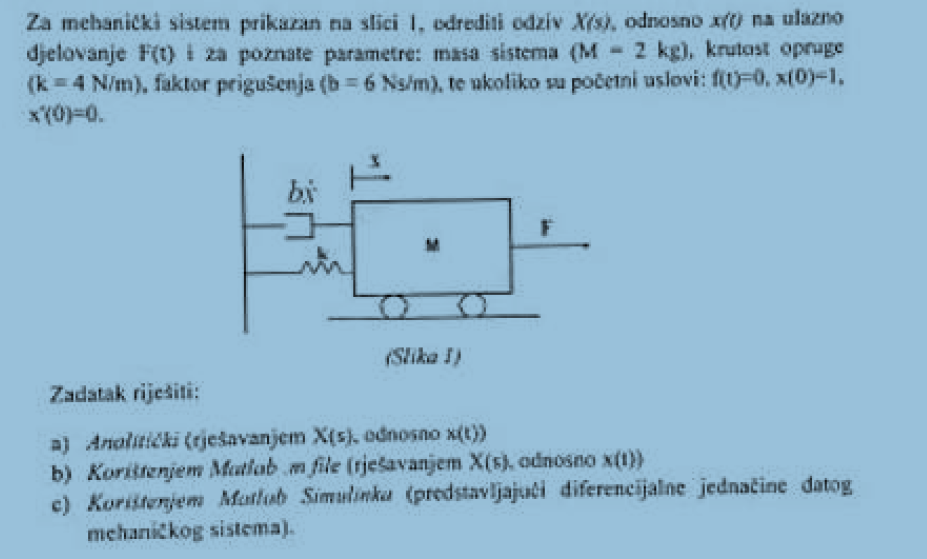 Za mehanički sistem prikazan na slici 1, odrediti odziv X(s), odnosno x(t) na ulazno
djelovanje F(t) i za poznate parametre: masa sistema (M = 2 kg), krutost opruge
(k = 4 N/m), faktor prigušenja (b = 6 Ns/m), te ukoliko su početni uslovi: f(t)=0, x(0)=1,
x'(0)=0.
x
bẋ
F
M
k
(Slika 1)
Zadatak riješiti:
a) Analitički (rješavanjem X(s), odnosno x(t))
b) Korištenjem Matlab .m file (rješavanjem X(s), odnosno x(t))
c) Korištenjem Matlab Simulinka (predstavljajući diferencijalne jednačine datog
mehaničkog sistema).